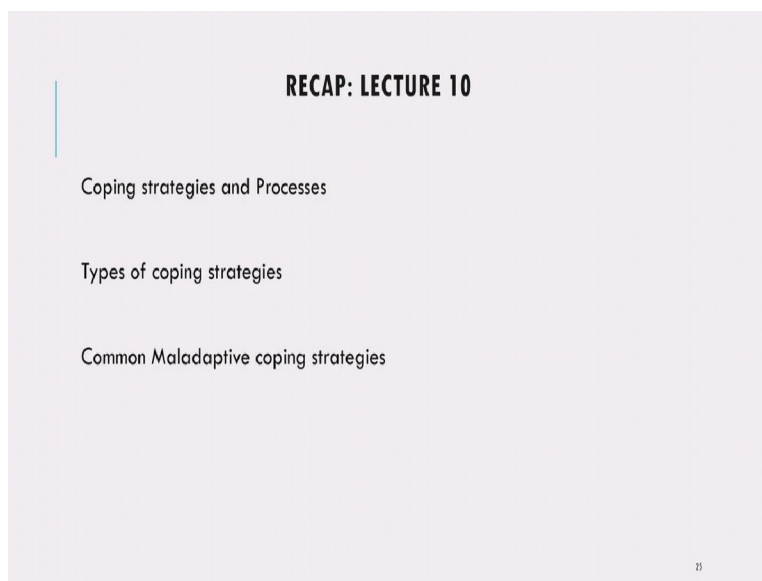 RECAP: LECTURE 10
Coping strategies and Processes
Types of coping strategies
Common Maladaptive coping strategies
25